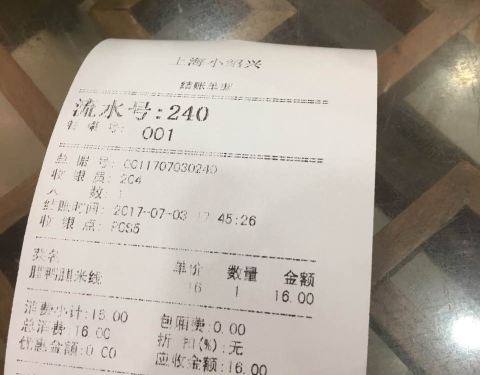 上海小绍兴
结账单
流水号:240
牌号: 001
单据号: 0011707030240
收银员: 204
人 数: 1
结账时间: 2017-07-03 17:45:26
收银点: POS5
菜名 单价 数量 金额
腊鸭腿米线 16 1 16.00
消费小计:16.00 包厢费:0.00
总消费:16.00 折 扣(%):无
优惠金额:0.00 应收金额:16.00